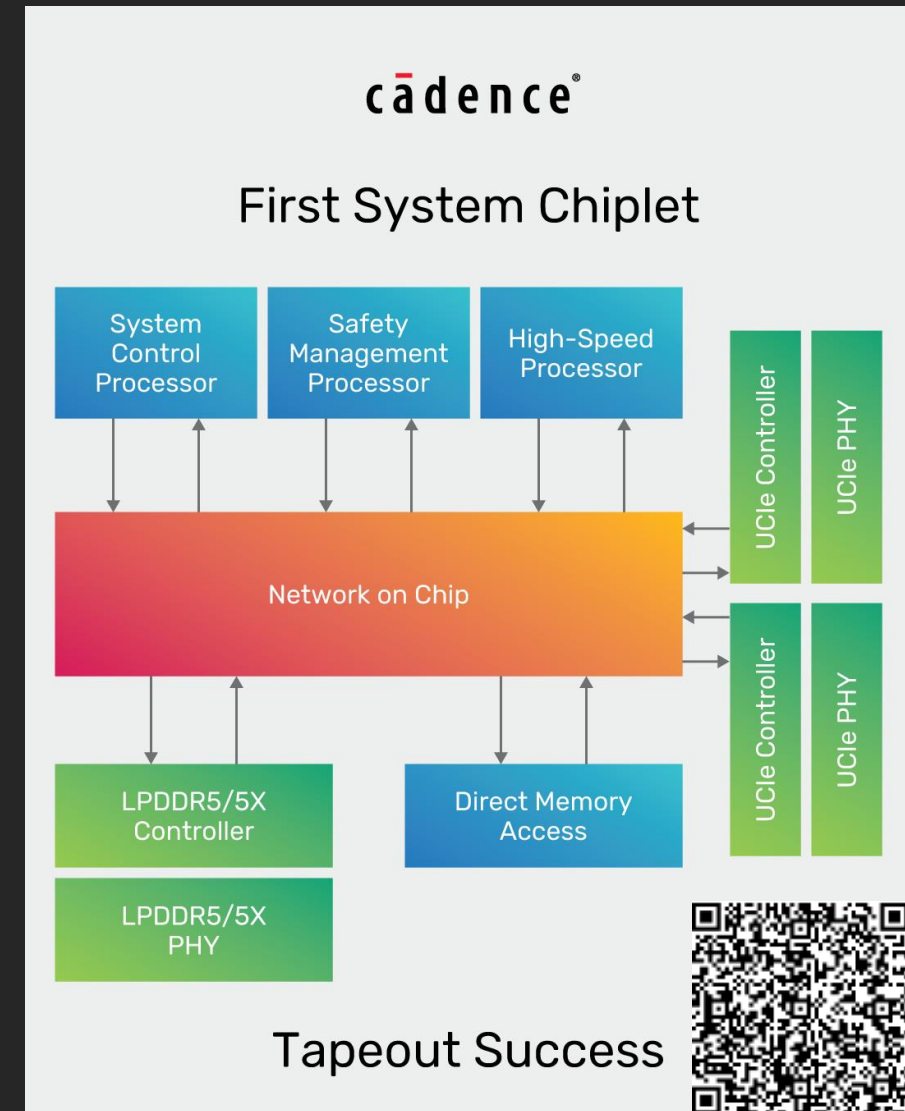 cādence®
First System Chiplet
System
Control
Processor
Safety
Management
Processor
High-Speed
Processor
UCIe Controller
UCIe PHY
Network on Chip
UCIe Controller
UCIe PHY
LPDDR5/5X
Controller
Direct Memory
Access
LPDDR5/5X
PHY
Tapeout Success